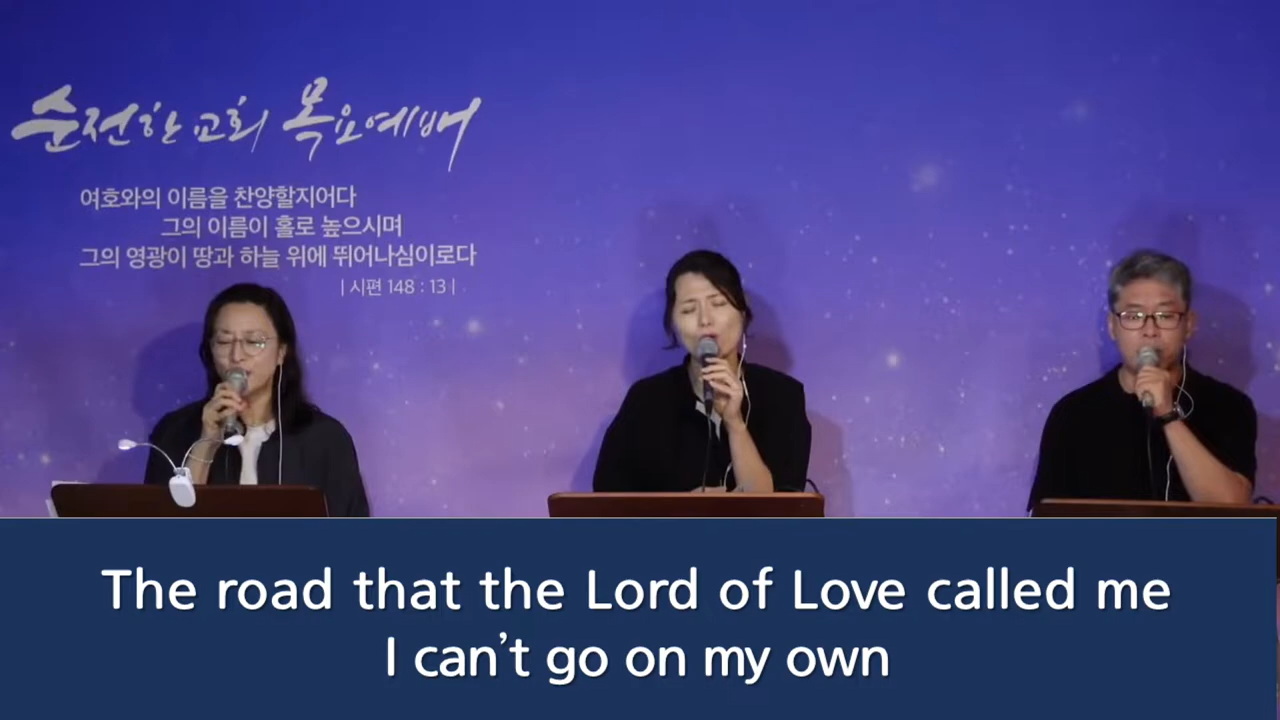 순전한 교회 목요예배
여호와의 이름을 찬양할지어다
그의 이름이 홀로 높으시며
그의 영광이 땅과 하늘 위에 뛰어나심이로다
| 시편 148 : 13 |
The road that the Lord of Love called me
I can't go on my own